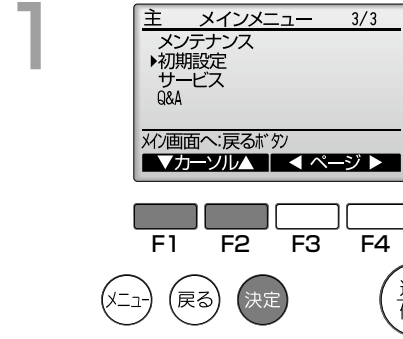 1
主 メインメニュー 3/3
メンテナンス
▶初期設定
サービス
Q&A
メイン画面へ:戻るボタン
▼カーソル▲ ◀ ページ ▶
F1 F2 F3 F4
メニュー 戻る 決定